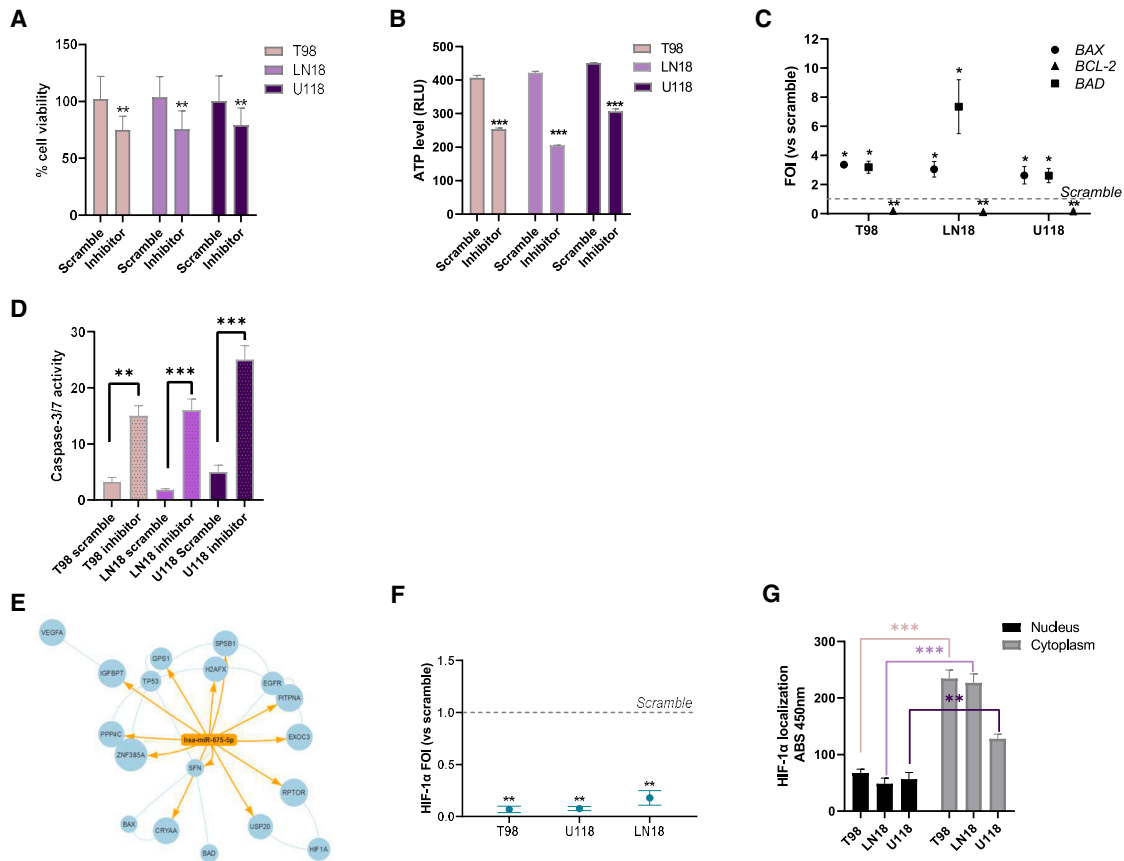 A
% cell viability
150
100
50
0
T98
LN18
U118
**
**
**
Scramble
Inhibitor
Scramble
Inhibitor
Scramble
Inhibitor
B
ATP level (RLU)
500
400
300
200
100
0
T98
LN18
U118
***
***
***
Scramble
Inhibitor
Scramble
Inhibitor
Scramble
Inhibitor
C
FOI (vs scramble)
12
10
8
6
4
2
0
BAX
BCL-2
BAD
*
*
**
*
*
**
*
*
**
Scramble
T98
LN18
U118
D
Caspase-3/7 activity
30
20
10
0
**
***
***
T98 scramble
T98 inhibitor
LN18 scramble
LN18 inhibitor
U118 Scramble
U118 inhibitor
E
VEGFA
IGFBP7
GPS1
SPSB1
TP53
H2AFX
EGFR
PITPNA
PPP4C
ZNF385A
hsa-miR-675-5p
EXOC3
SFN
RPTOR
BAX
CRYAA
BAD
USP20
HIF1A
F
HIF-1α FOI (vs scramble)
1.5
1.0
0.5
0.0
Scramble
**
**
**
T98
U118
LN18
G
HIF-1α localization
ABS 450nm
300
200
100
0
Nucleus
Cytoplasm
***
***
**
T98
LN18
U118
T98
LN18
U118